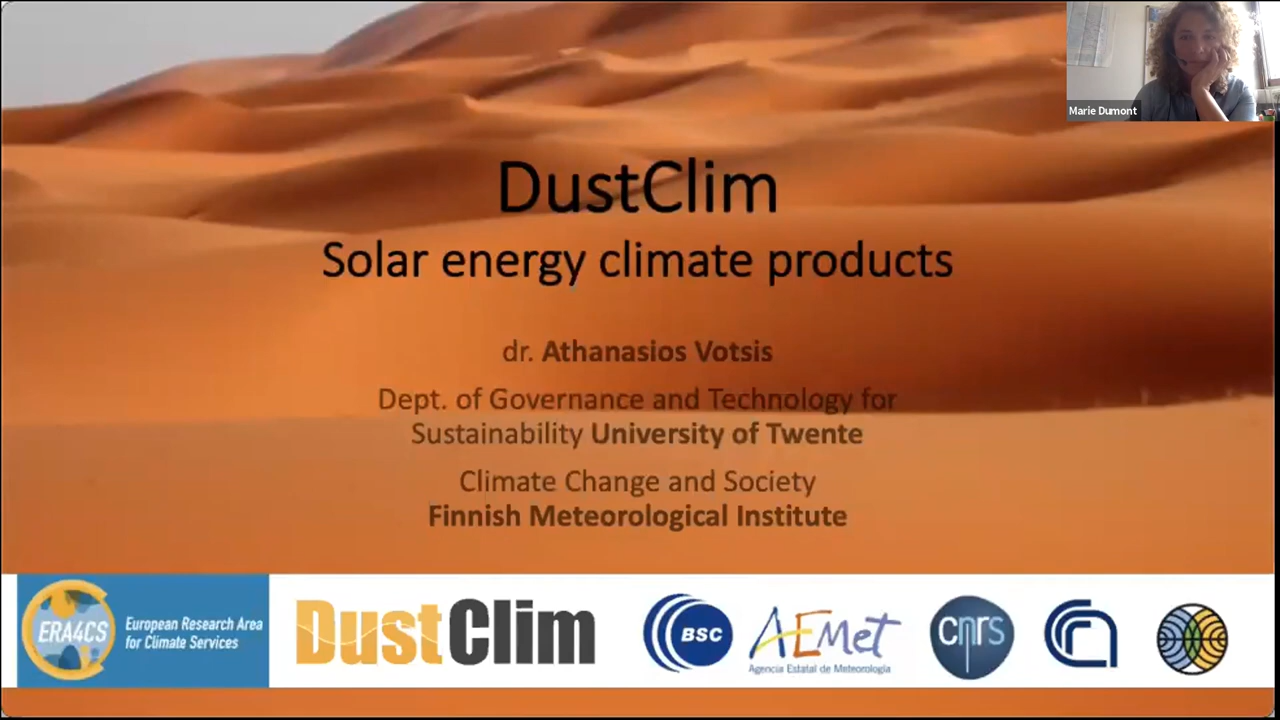 Marie Dumont
DustClim
Solar energy climate products
dr. Athanasios Votsis
Dept. of Governance and Technology for
Sustainability University of Twente
Climate Change and Society
Finnish Meteorological Institute
ERA4CS
European Research Area
for Climate Services
DustClim
BSC
AEMet
Agencia Estatal de Meteorología
cnrs